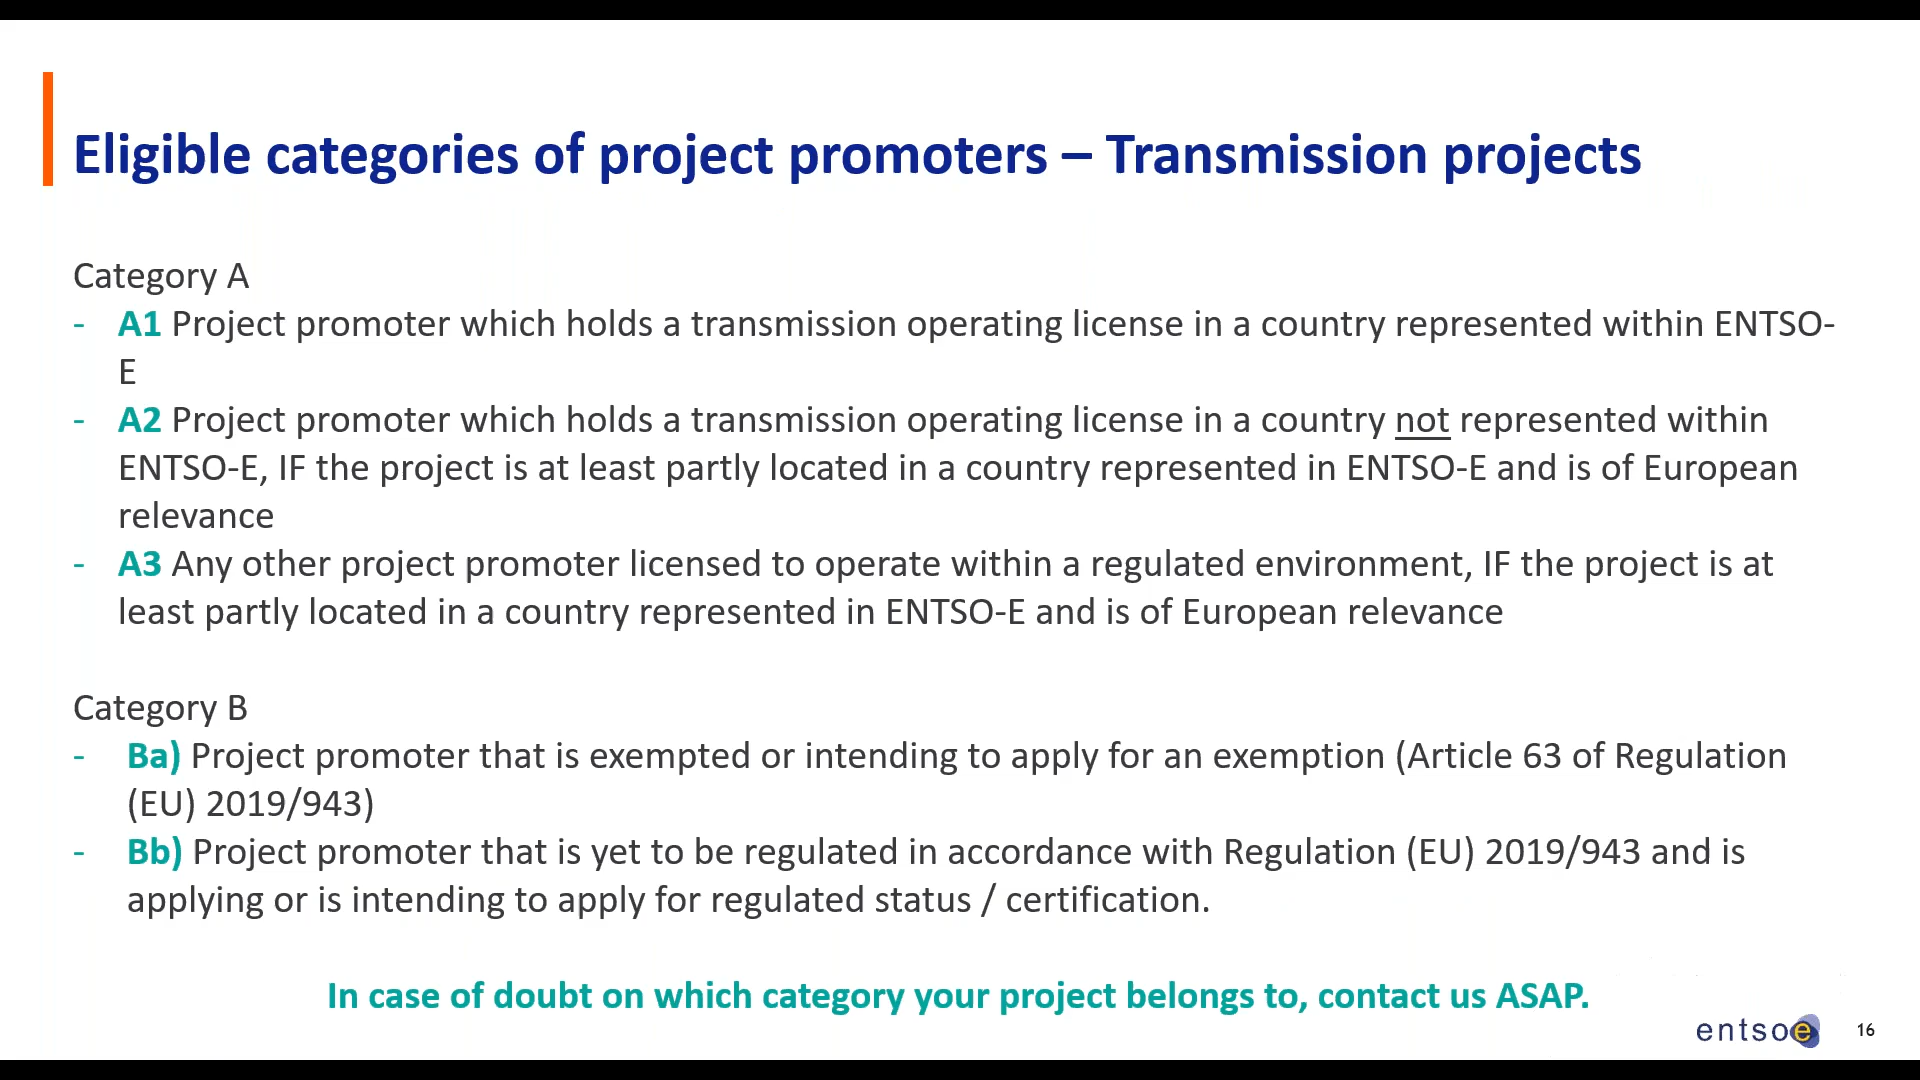 Eligible categories of project promoters – Transmission projects
Category A
- A1 Project promoter which holds a transmission operating license in a country represented within ENTSO-
E
- A2 Project promoter which holds a transmission operating license in a country not represented within
ENTSO-E, IF the project is at least partly located in a country represented in ENTSO-E and is of European
relevance
- A3 Any other project promoter licensed to operate within a regulated environment, IF the project is at
least partly located in a country represented in ENTSO-E and is of European relevance
Category B
- Ba) Project promoter that is exempted or intending to apply for an exemption (Article 63 of Regulation
(EU) 2019/943)
- Bb) Project promoter that is yet to be regulated in accordance with Regulation (EU) 2019/943 and is
applying or is intending to apply for regulated status / certification.
In case of doubt on which category your project belongs to, contact us ASAP.
entsoe 16